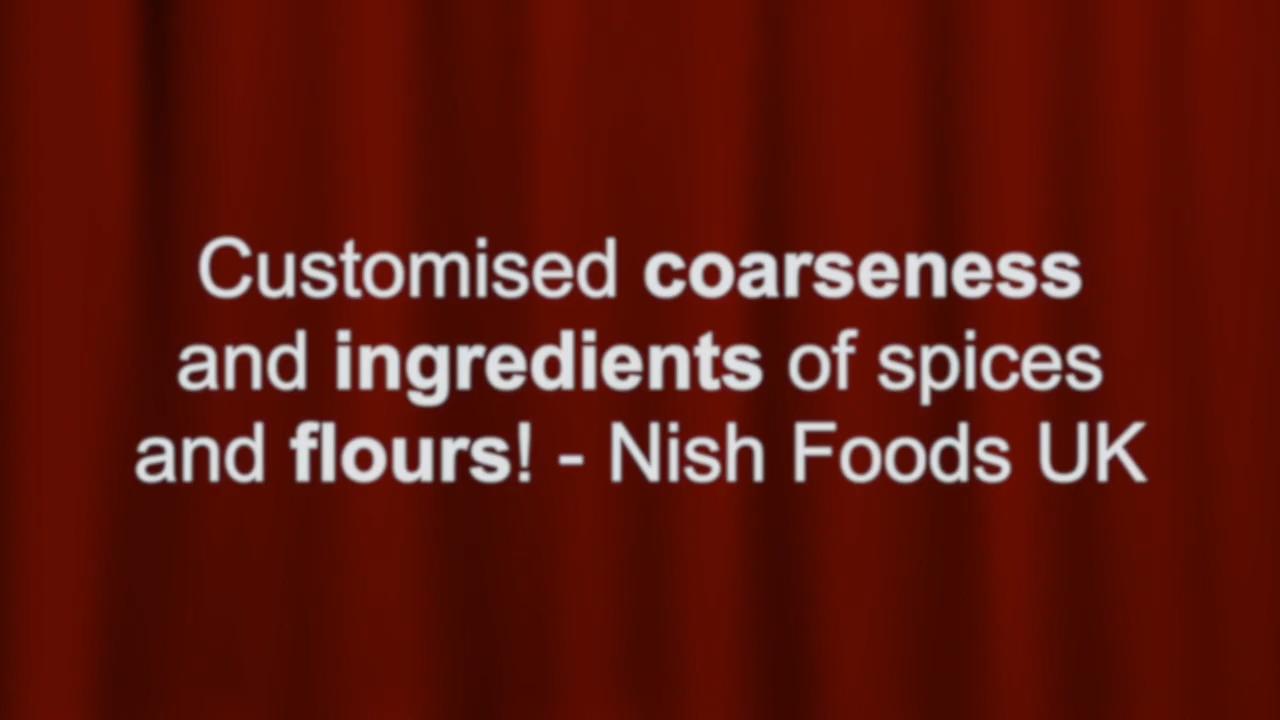 Customised coarseness
and ingredients of spices
and flours! - Nish Foods UK